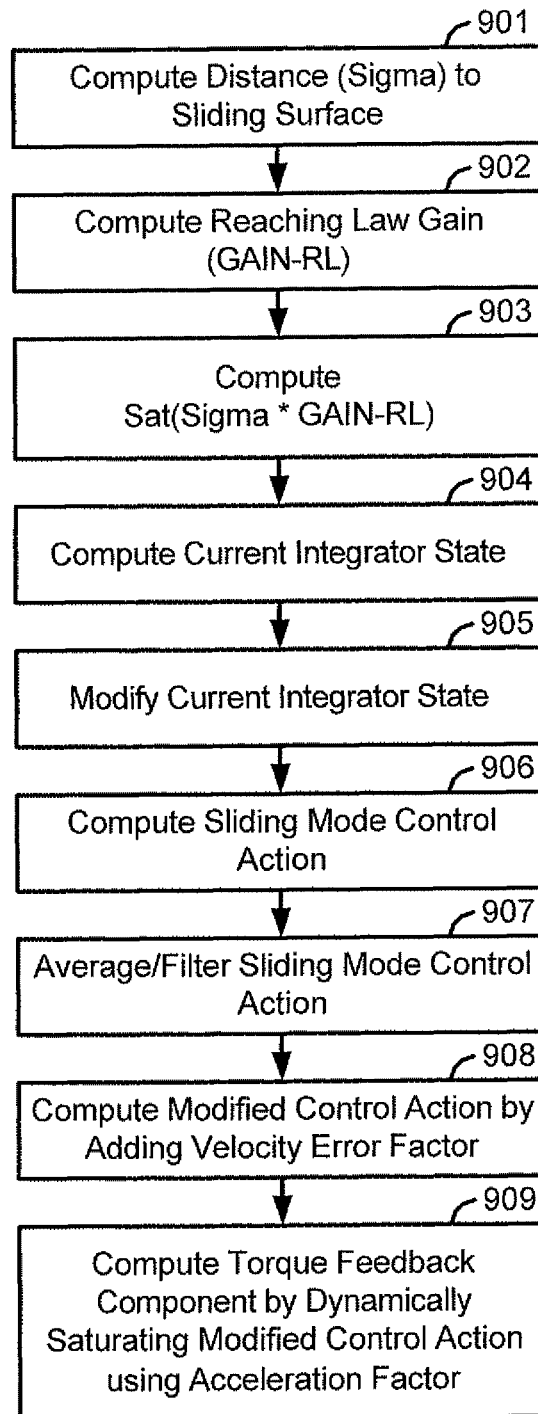 901
Compute Distance (Sigma) to
Sliding Surface
902
Compute Reaching Law Gain
(GAIN-RL)
903
Compute
Sat(Sigma * GAIN-RL)
904
Compute Current Integrator State
905
Modify Current Integrator State
906
Compute Sliding Mode Control
Action
907
Average/Filter Sliding Mode Control
Action
908
Compute Modified Control Action by
Adding Velocity Error Factor
909
Compute Torque Feedback
Component by Dynamically
Saturating Modified Control Action
using Acceleration Factor